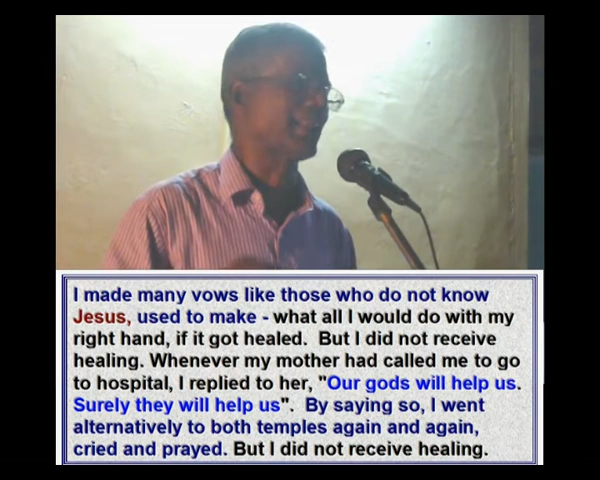 I made many vows like those who do not know
Jesus, used to make - what all I would do with my
right hand, if it got healed.  But I did not receive
healing. Whenever my mother had called me to go
to hospital, I replied to her, "Our gods will help us.
Surely they will help us".  By saying so, I went
alternatively to both temples again and again,
cried and prayed. But I did not receive healing.